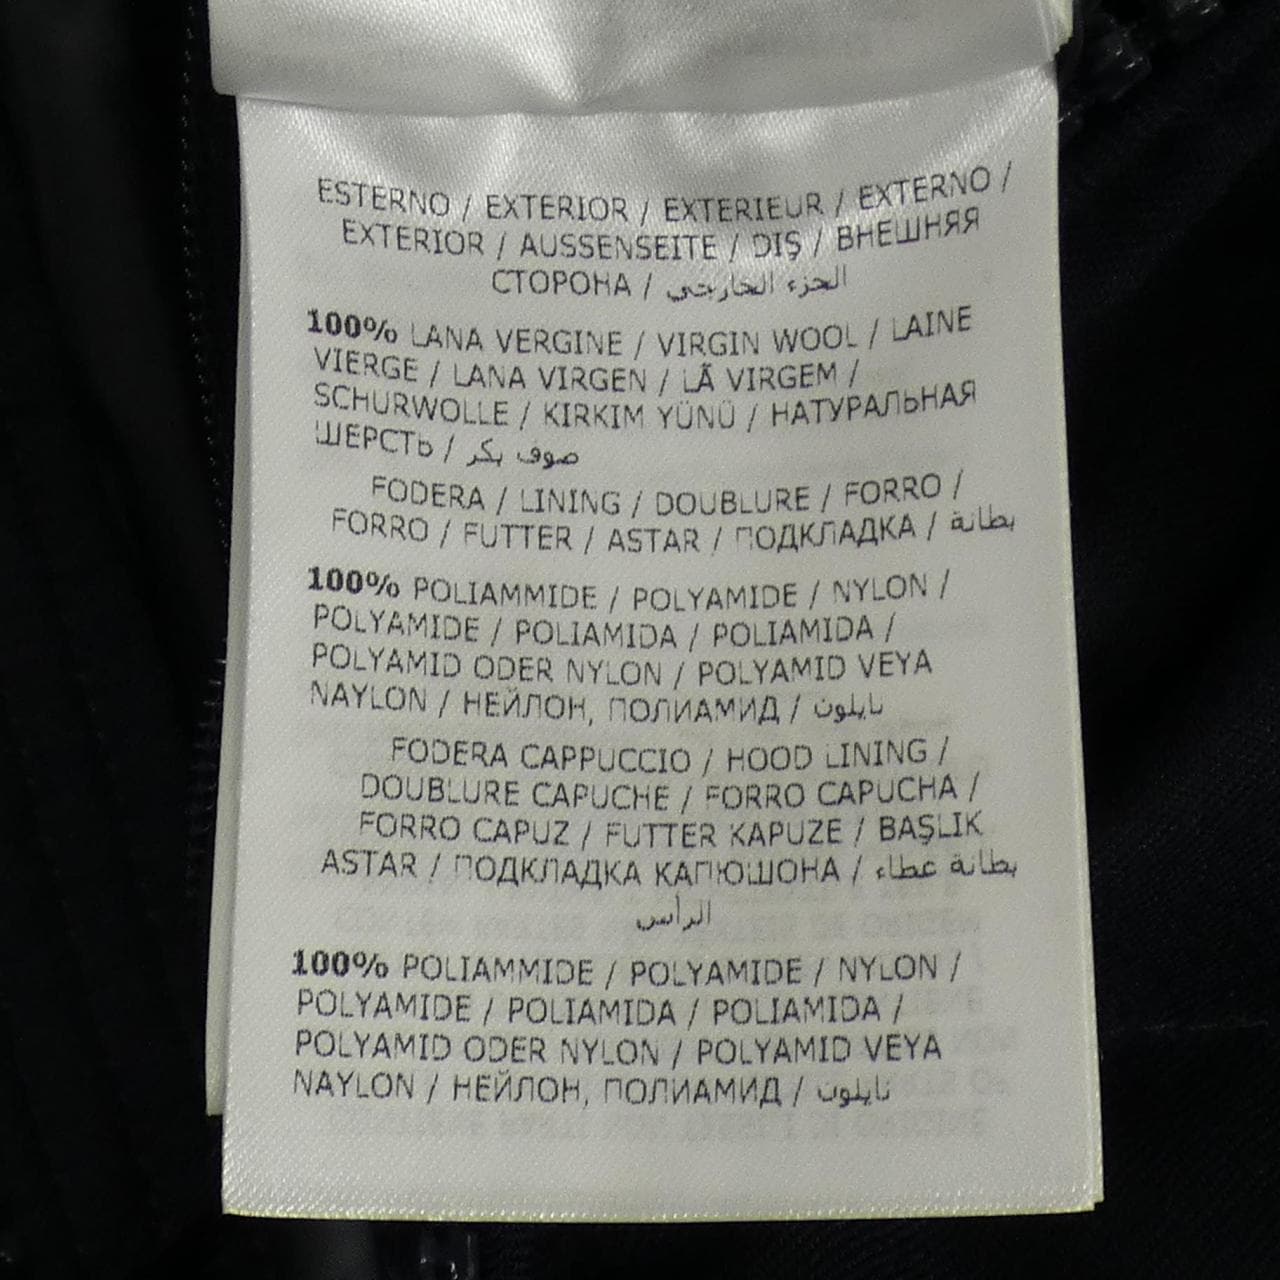 ESTERNO / EXTERIOR / EXTERIEUR / EXTERNO /
EXTERIOR / AUSSENSEITE / DIŞ / ВНЕШНЯЯ
СТОРОНА / الجزء الخارجي
100% LANA VERGINE / VIRGIN WOOL / LAINE
VIERGE / LANA VIRGEN / LÃ VIRGEM /
SCHURWOLLE / KIRKIM YÜNÜ / НАТУРАЛЬНАЯ
ШЕРСТЬ / صوف بكر
FODERA / LINING / DOUBLURE / FORRO /
FORRO / FUTTER / ASTAR / ПОДКЛАДКА / بطانة
100% POLIAMMIDE / POLYAMIDE / NYLON /
POLYAMIDE / POLIAMIDA / POLIAMIDA /
POLYAMID ODER NYLON / POLYAMID VEYA
NAYLON / НЕЙЛОН, ПОЛИАМИД / نايلون
FODERA CAPPUCCIO / HOOD LINING /
DOUBLURE CAPUCHE / FORRO CAPUCHA /
FORRO CAPUZ / FUTTER KAPUZE / BAŞLIK
ASTAR / ПОДКЛАДКА КАПЮШОНА / بطانة غطاء
الرأس
100% POLIAMMIDE / POLYAMIDE / NYLON /
POLYAMIDE / POLIAMIDA / POLIAMIDA /
POLYAMID ODER NYLON / POLYAMID VEYA
NAYLON / НЕЙЛОН, ПОЛИАМИД / نايلون